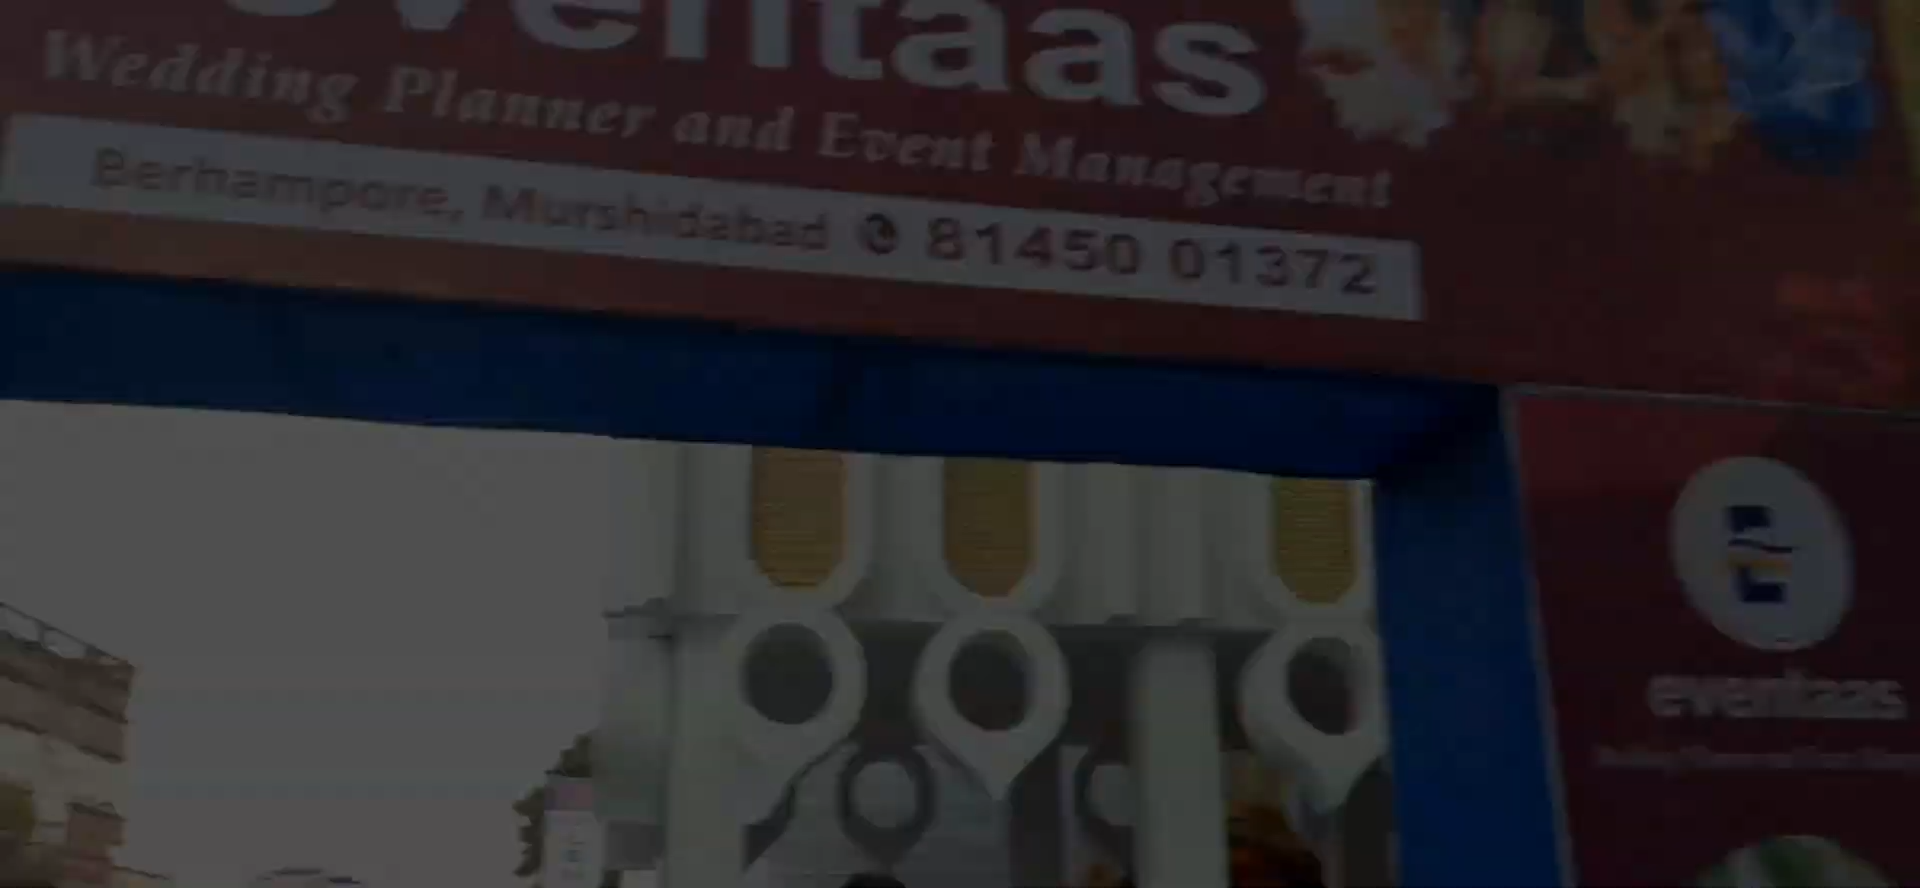 eventaas
Wedding Planner and Event Management
Berhampore, Murshidabad 81450 01372
eventaas